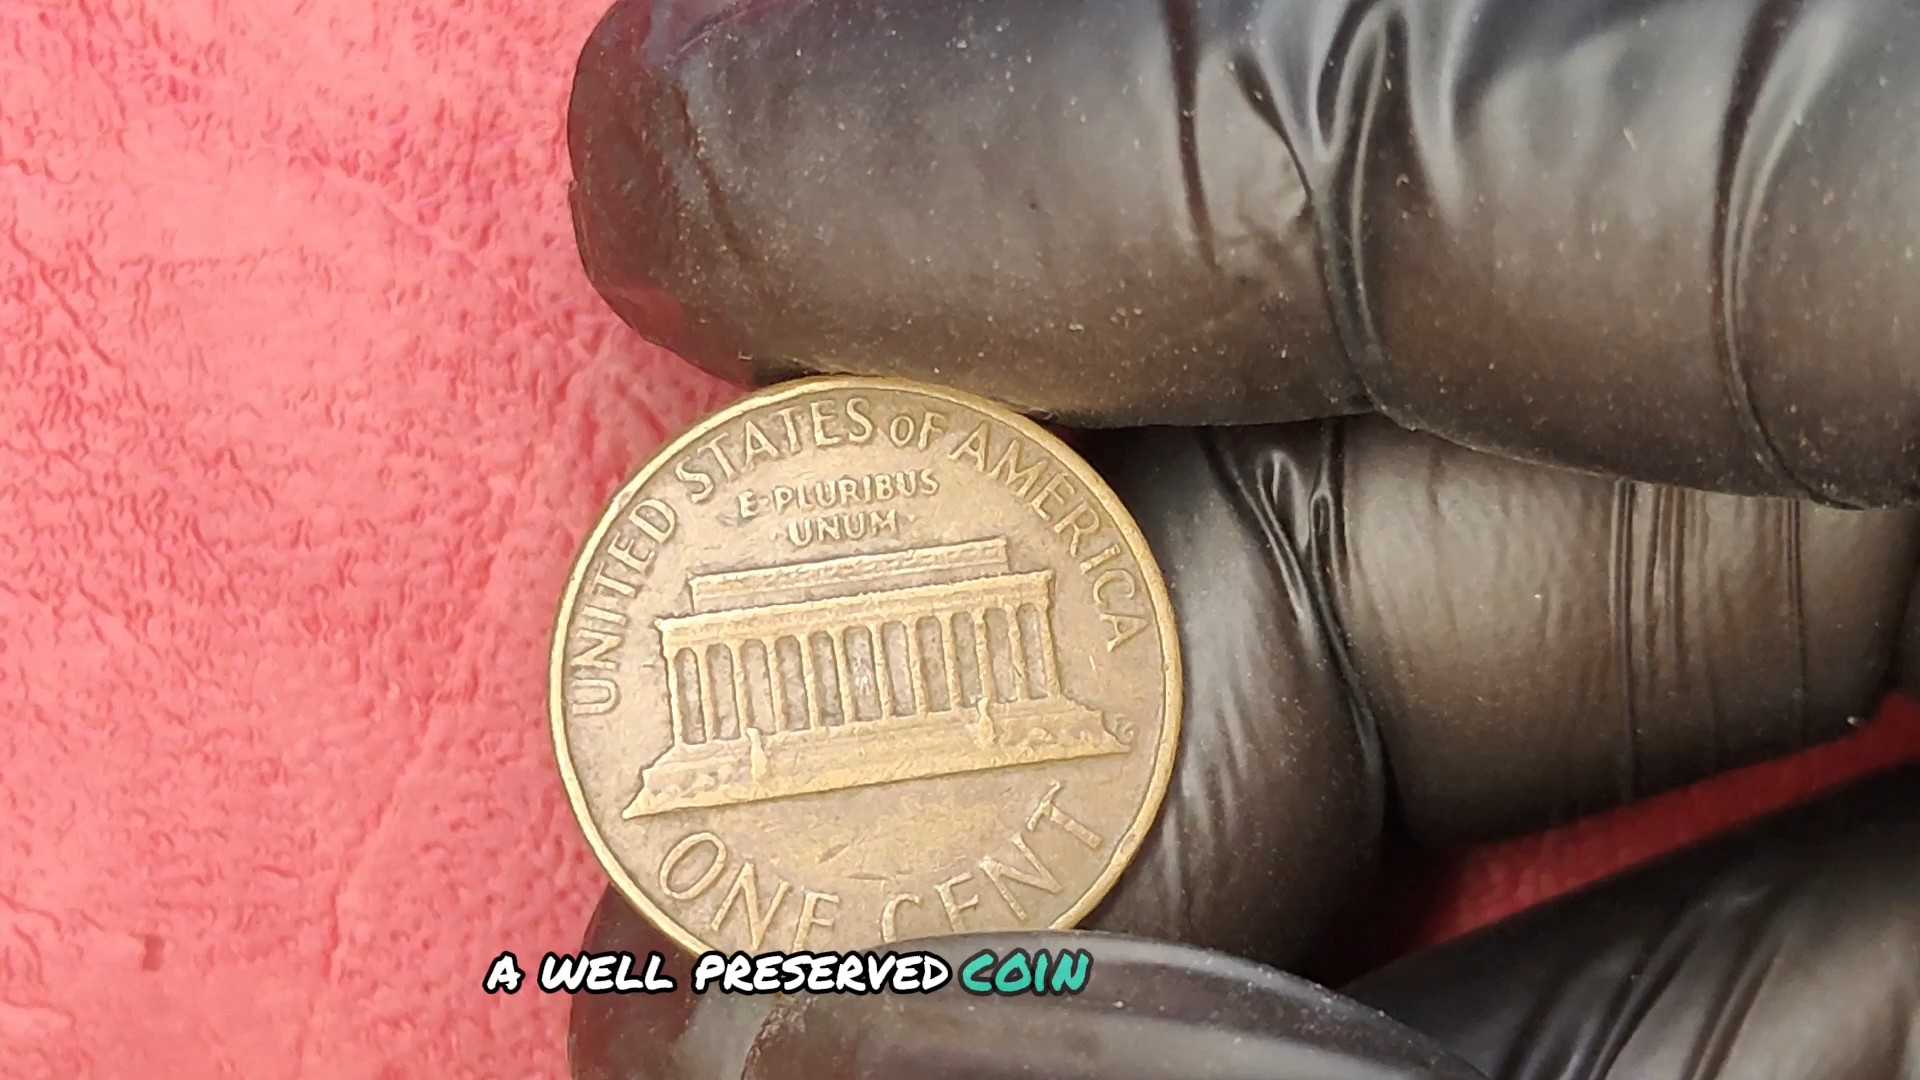 UNITED STATES OF AMERICA
E·PLURIBUS
·UNUM·
ONE CENT
A WELL PRESERVED COIN